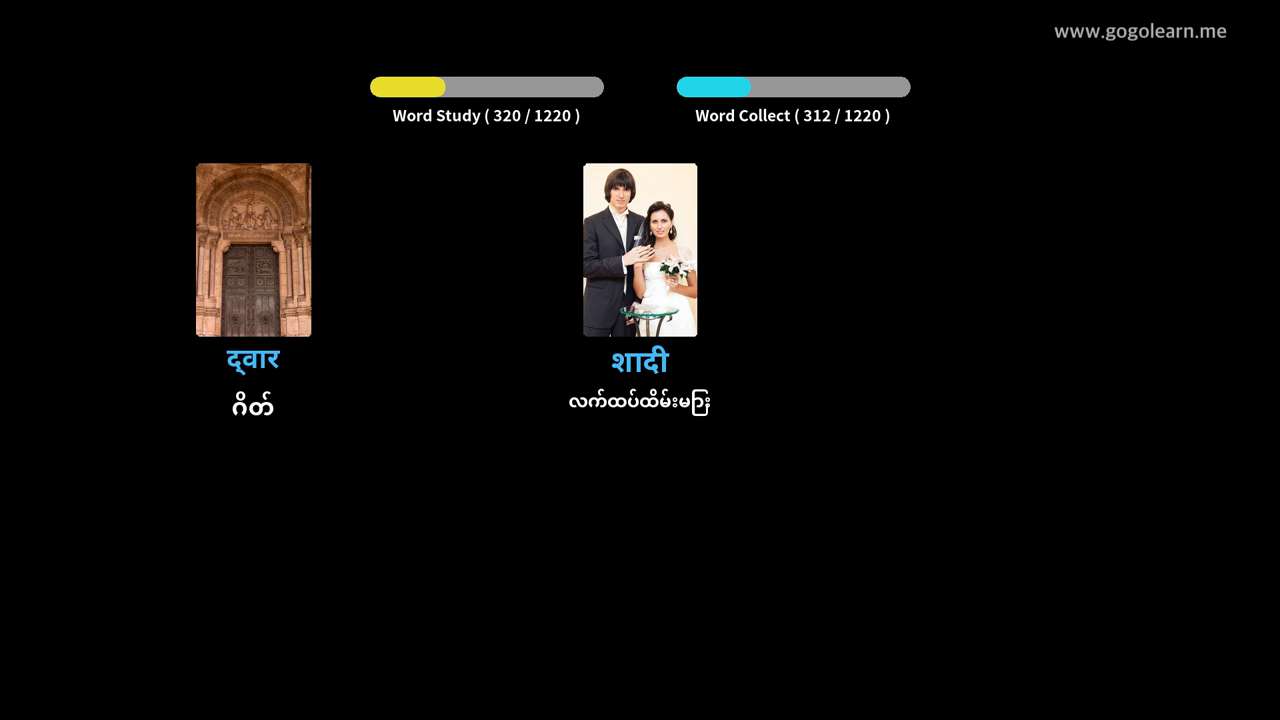 www.gogolearn.me
Word Study ( 320 / 1220 )
Word Collect ( 312 / 1220 )
द्वार
शादी
ဂိတ်
လက်ထပ်ထိမ်းမြား